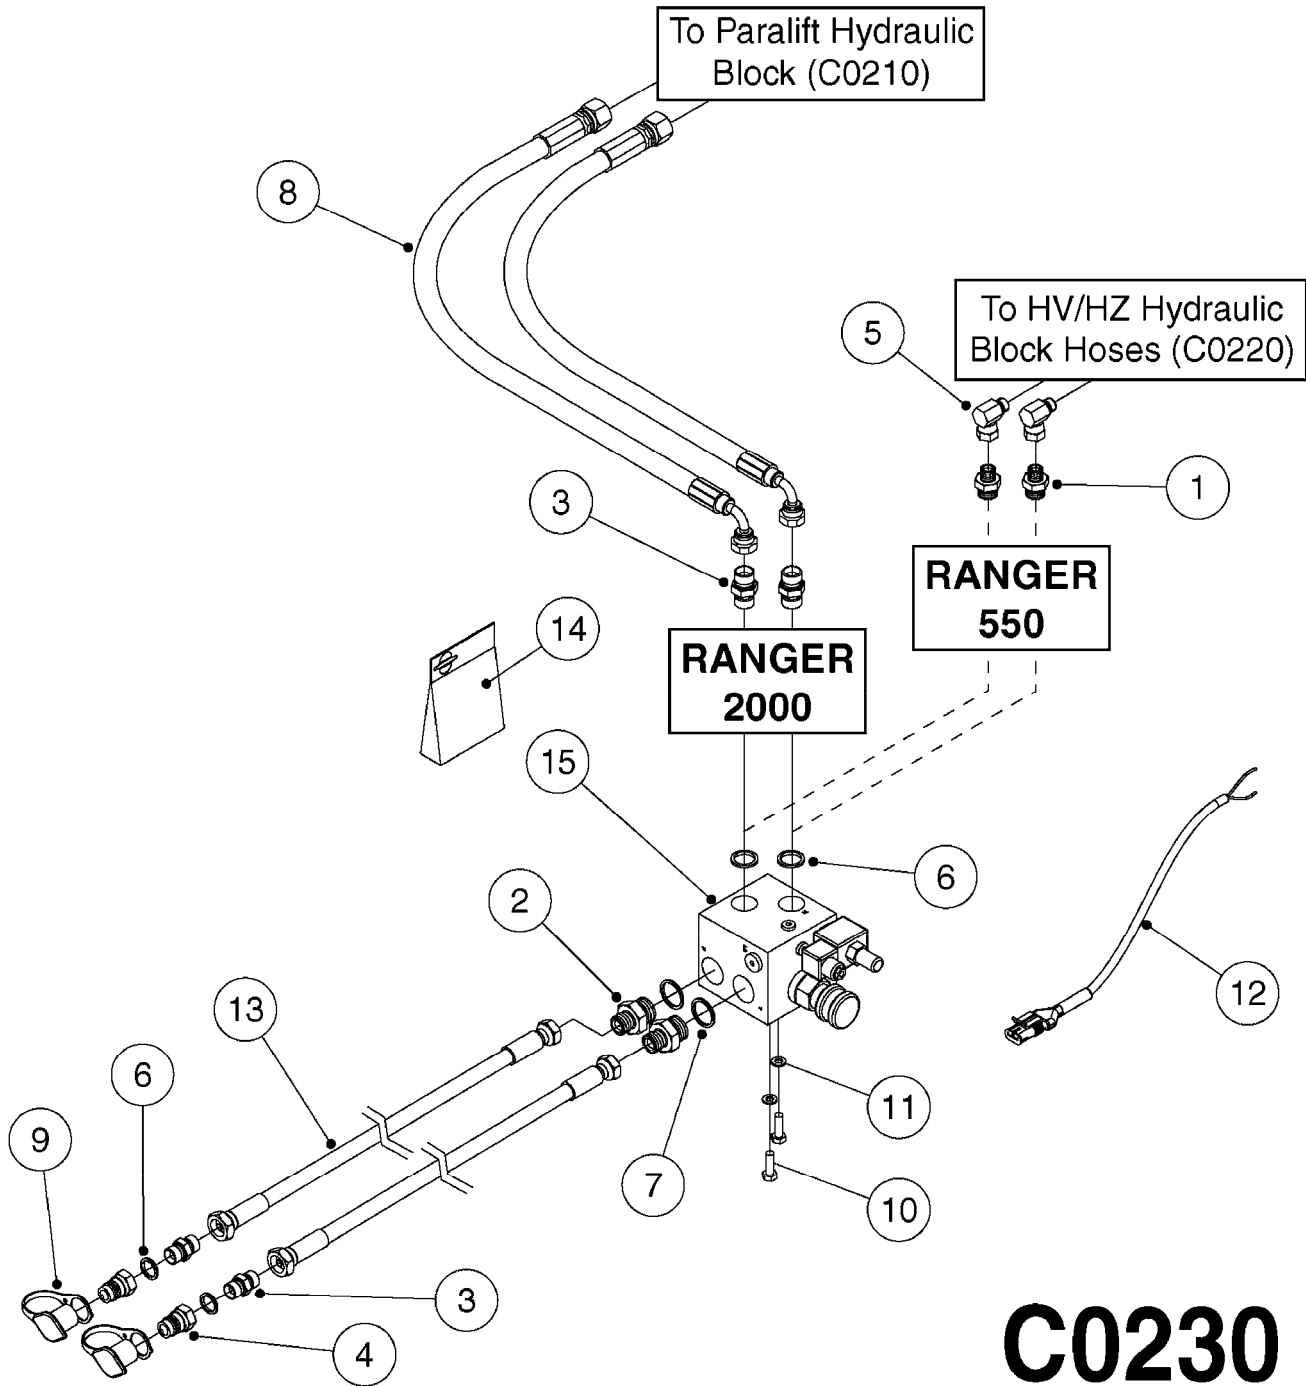 To Paralift Hydraulic
Block (C0210)
8
To HV/HZ Hydraulic
Block Hoses (C0220)
5
1
3
RANGER
550
14
RANGER
2000
15
6
2
12
13
6
11
9
7
10
3
4
C0230